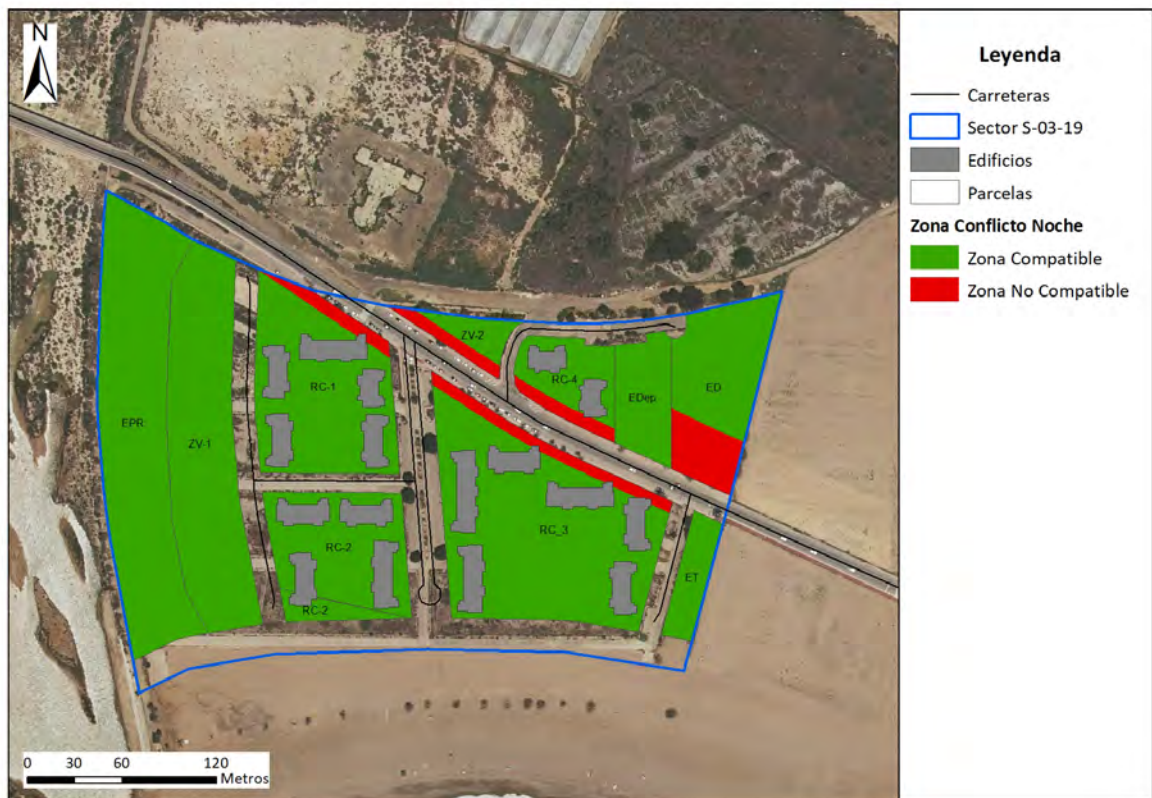 N
ZV-2
RC-1
RC-4
EDep
ED
EPR
ZV-1
RC_3
RC-2
ET
RC-2
0 30 60 120
Metros
Leyenda
Carreteras
Sector S-03-19
Edificios
Parcelas
Zona Conflicto Noche
Zona Compatible
Zona No Compatible